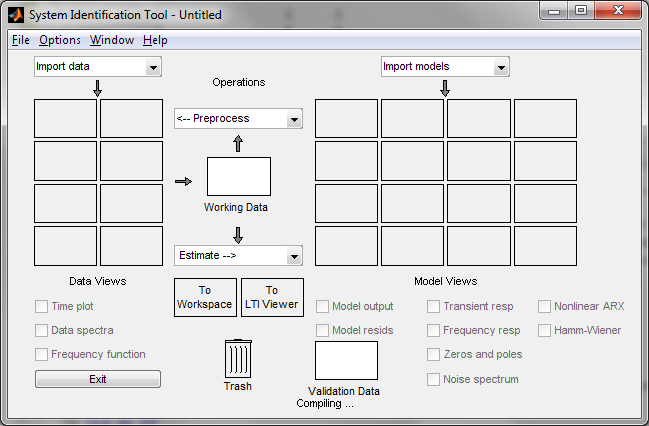 System Identification Tool - Untitled
File Options Window Help
Import data
Import models
Operations
<-- Preprocess
Working Data
Estimate -->
Data Views
Model Views
To Workspace
To LTI Viewer
Time plot
Data spectra
Frequency function
Model output
Model resids
Transient resp
Frequency resp
Zeros and poles
Noise spectrum
Nonlinear ARX
Hamm-Wiener
Exit
Trash
Validation Data
Compiling ...